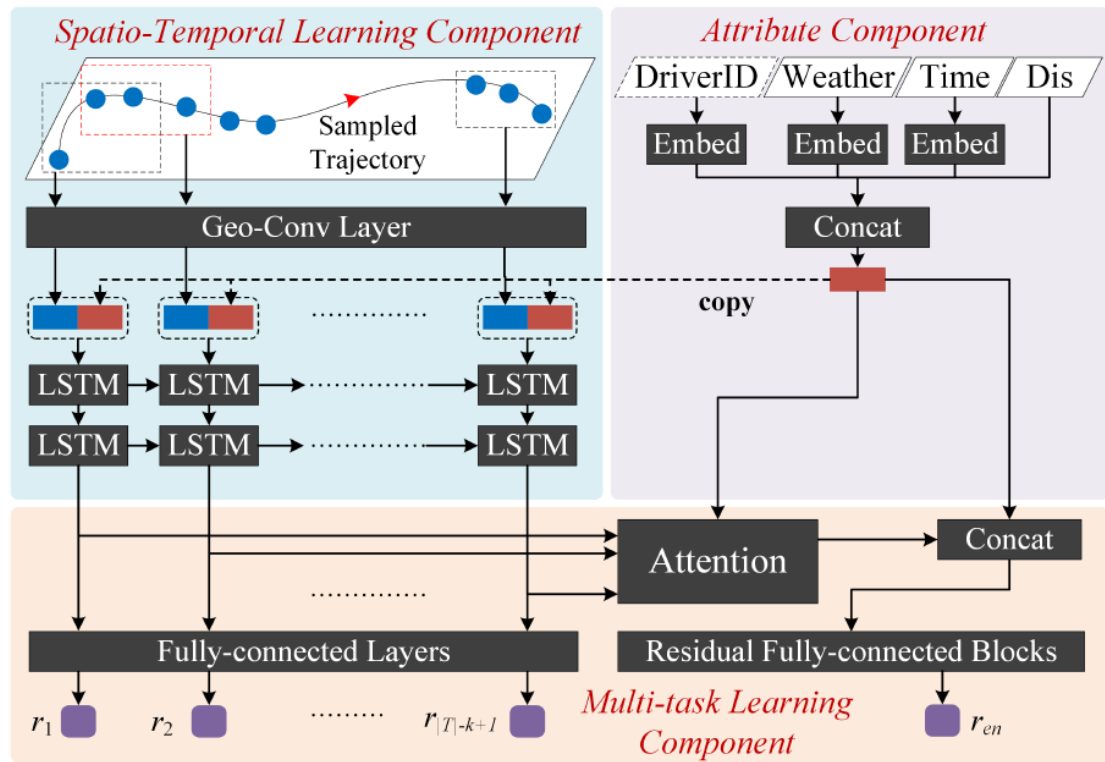 Spatio-Temporal Learning Component
Attribute Component
DriverID Weather Time Dis
Sampled
Trajectory
Embed Embed Embed
Geo-Conv Layer
Concat
copy
LSTM LSTM LSTM
LSTM LSTM LSTM
Attention
Concat
Fully-connected Layers
Residual Fully-connected Blocks
r1 r2 ......... r|T|-k+1
Multi-task Learning
Component
ren